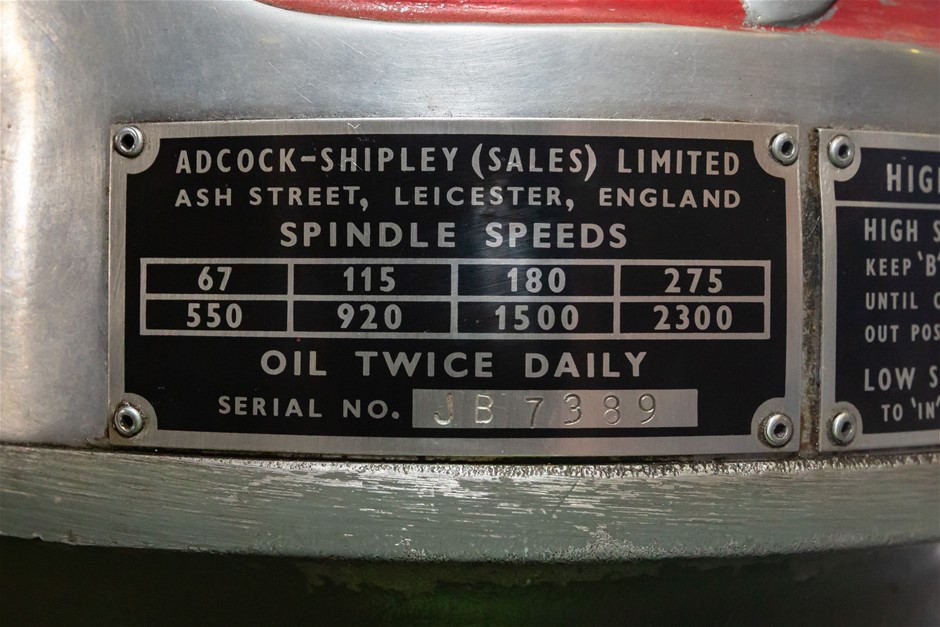 ADCOCK-SHIPLEY (SALES) LIMITED
ASH STREET, LEICESTER, ENGLAND
SPINDLE SPEEDS
67 115 180 275
550 920 1500 2300
OIL TWICE DAILY
SERIAL NO. JB 7389
HIGH
KEEP 'B'
UNTIL
OUT
LOW
TO 'IN'